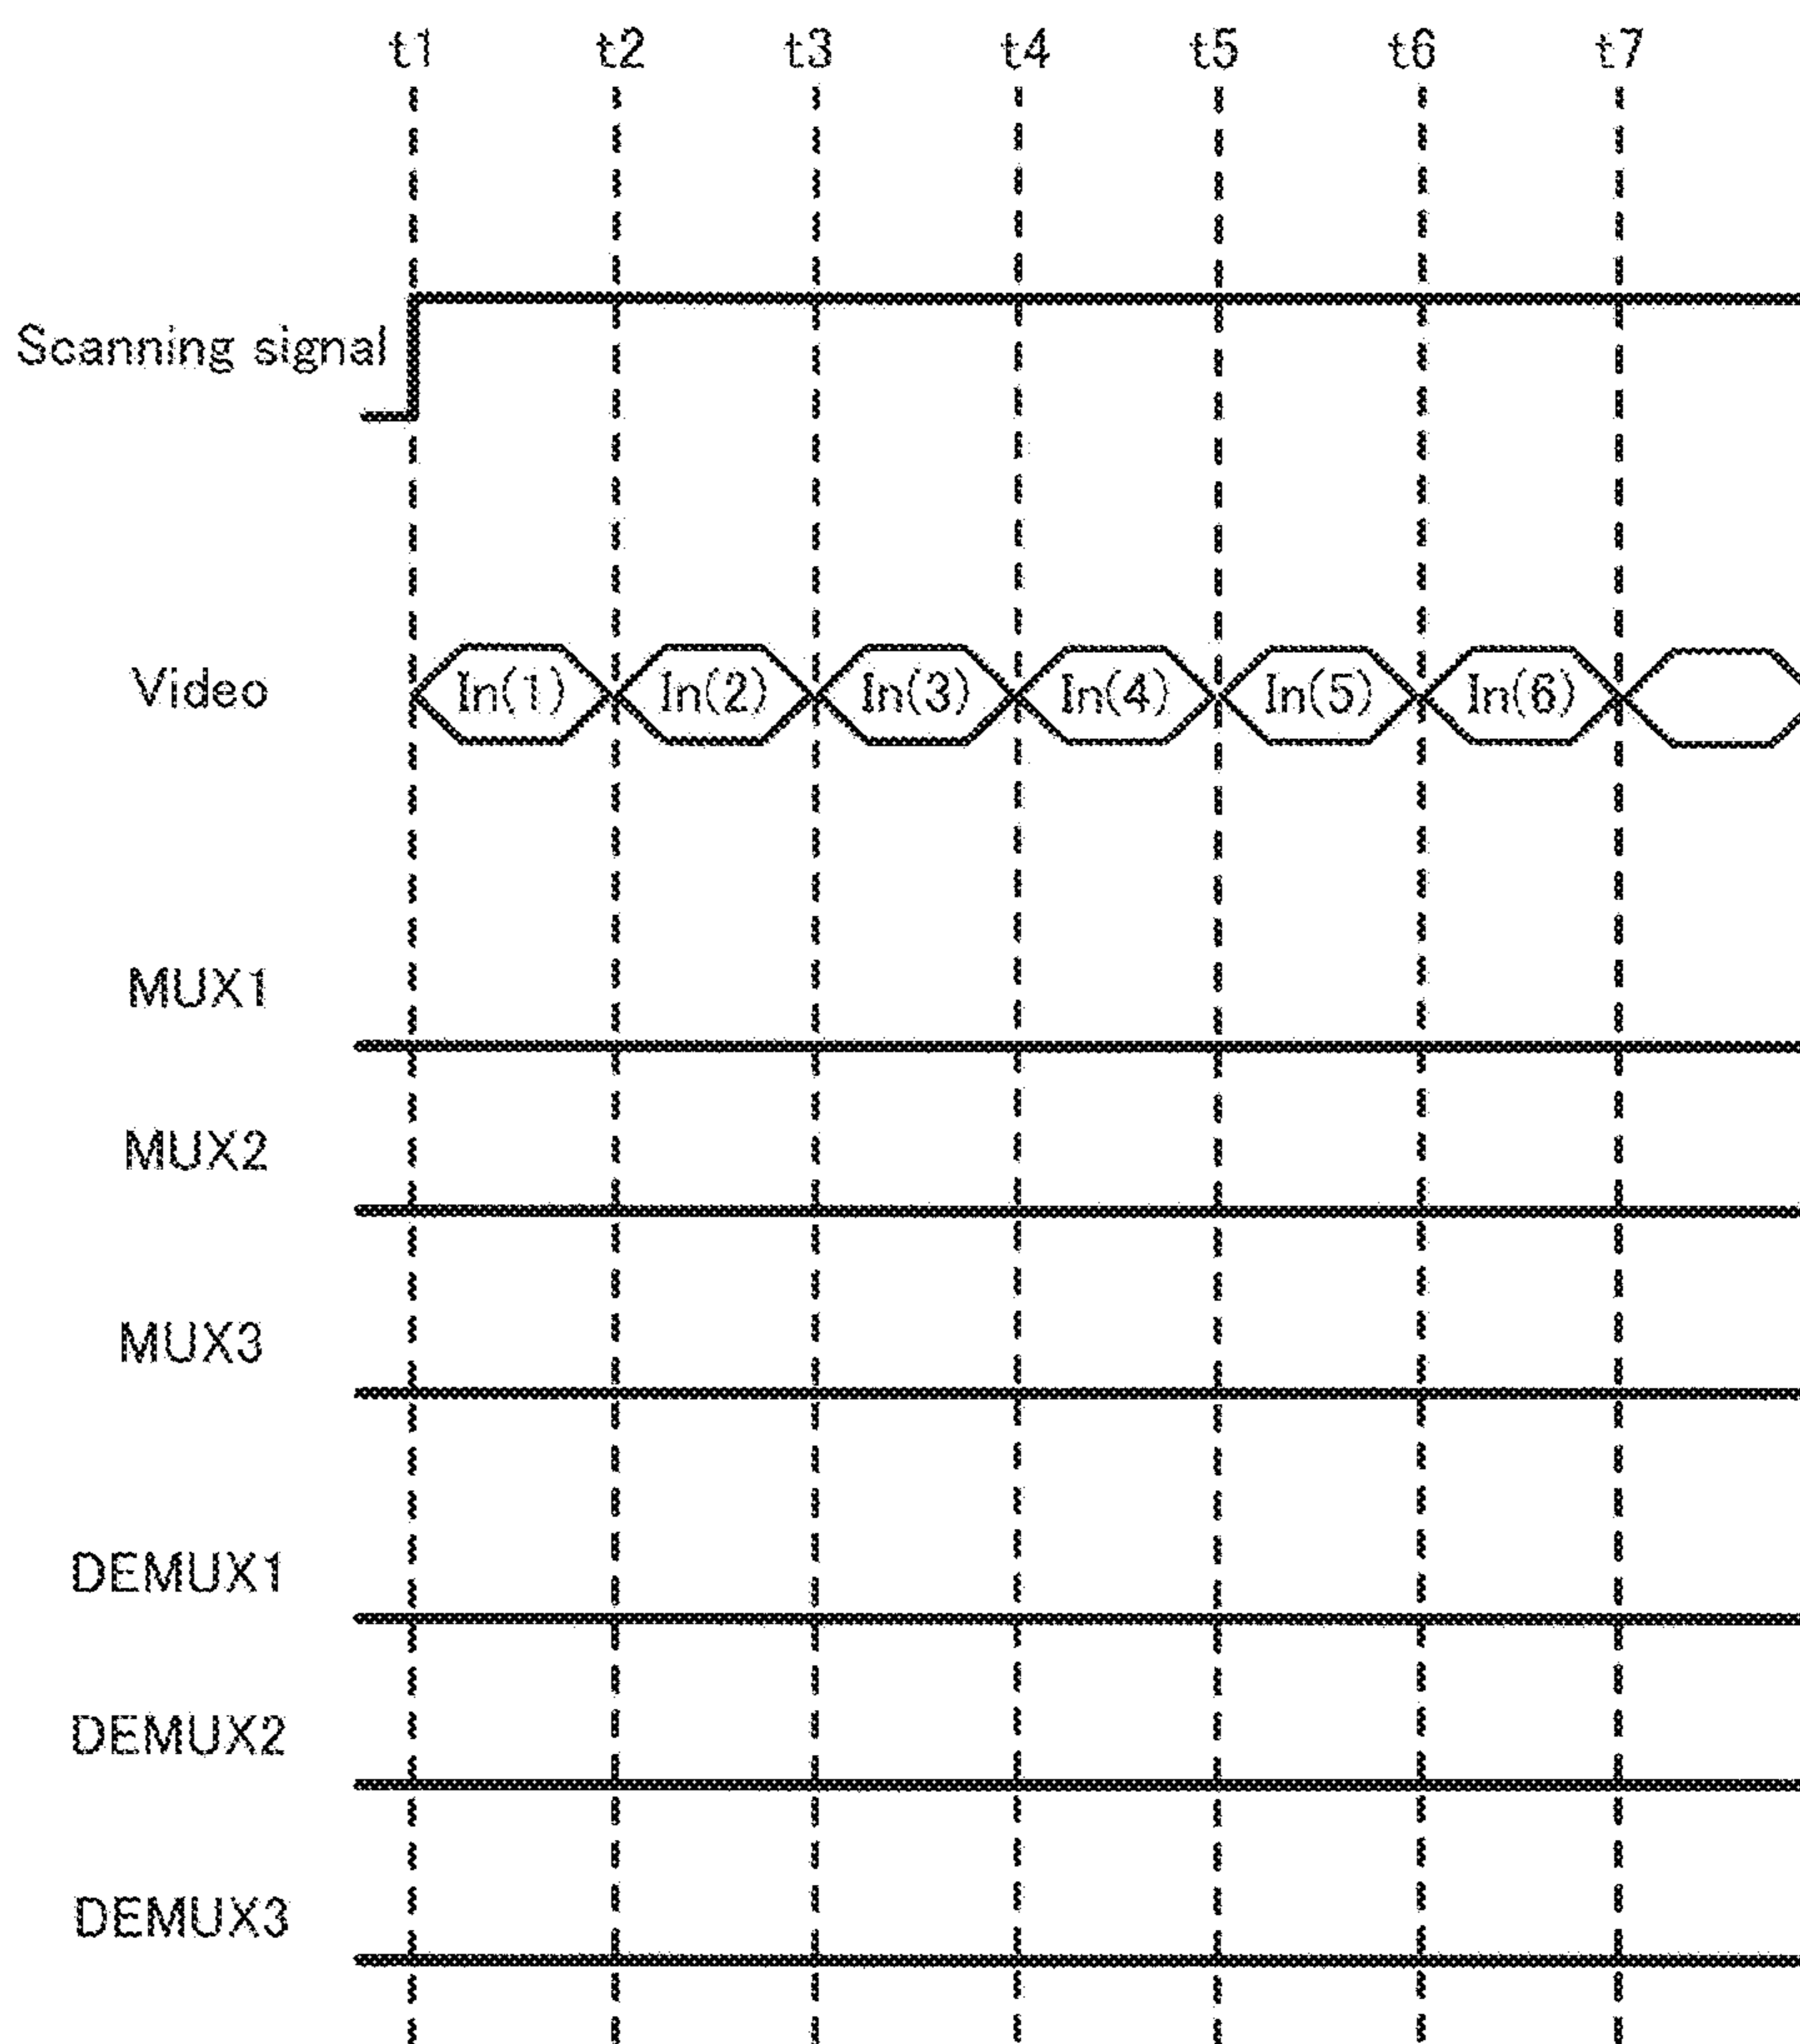 t1 t2 t3 t4 t5 t6 t7
Scanning signal
Video In(1) In(2) In(3) In(4) In(5) In(6)
MUX1
MUX2
MUX3
DEMUX1
DEMUX2
DEMUX3